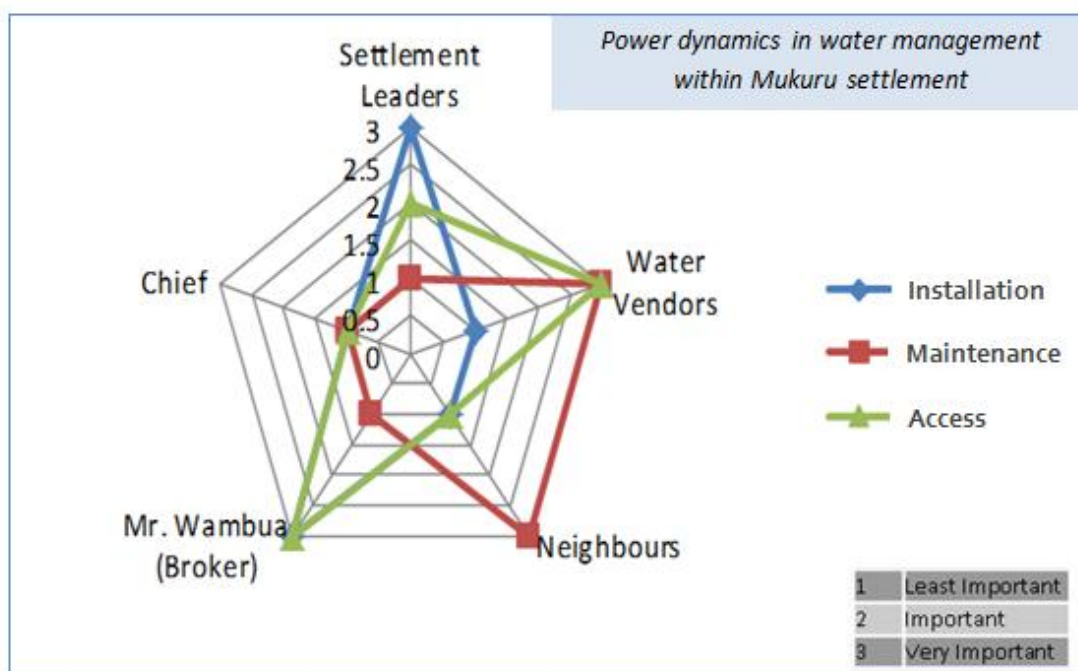 Power dynamics in water management
within Mukuru settlement
Settlement
Leaders
3
2.5
2
1.5
1
0.5
0
Chief
Water
Vendors
Mr. Wambua
(Broker)
Neighbours
Installation
Maintenance
Access
1 Least Important
2 Important
3 Very Important